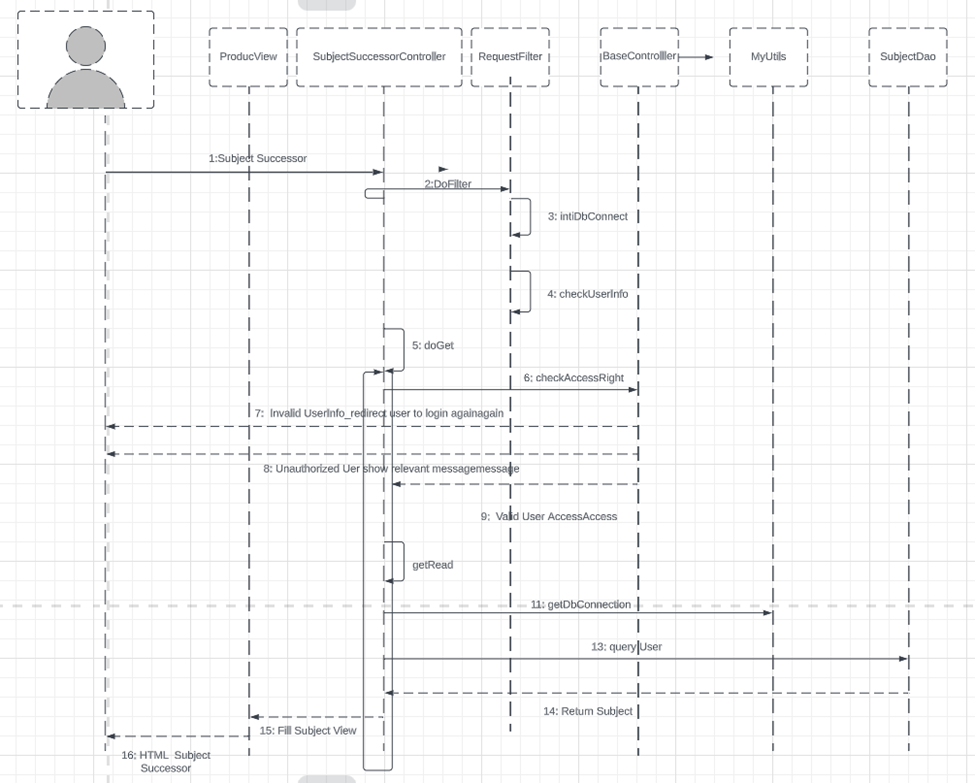 ProducView
SubjectSuccessorController
RequestFilter
BaseControlller
MyUtils
SubjectDao
1:Subject Successor
2:DoFilter
3: intiDbConnect
4: checkUserInfo
5: doGet
6: checkAccessRight
7:  Invalid UserInfo_redirect user to login againagain
8: Unauthorized Uer show relevant messagemessage
9;  Valid User AccessAccess
getRead
11: getDbConnection
13: query User
14: Return Subject
15: Fill Subject View
16: HTML  Subject
Successor